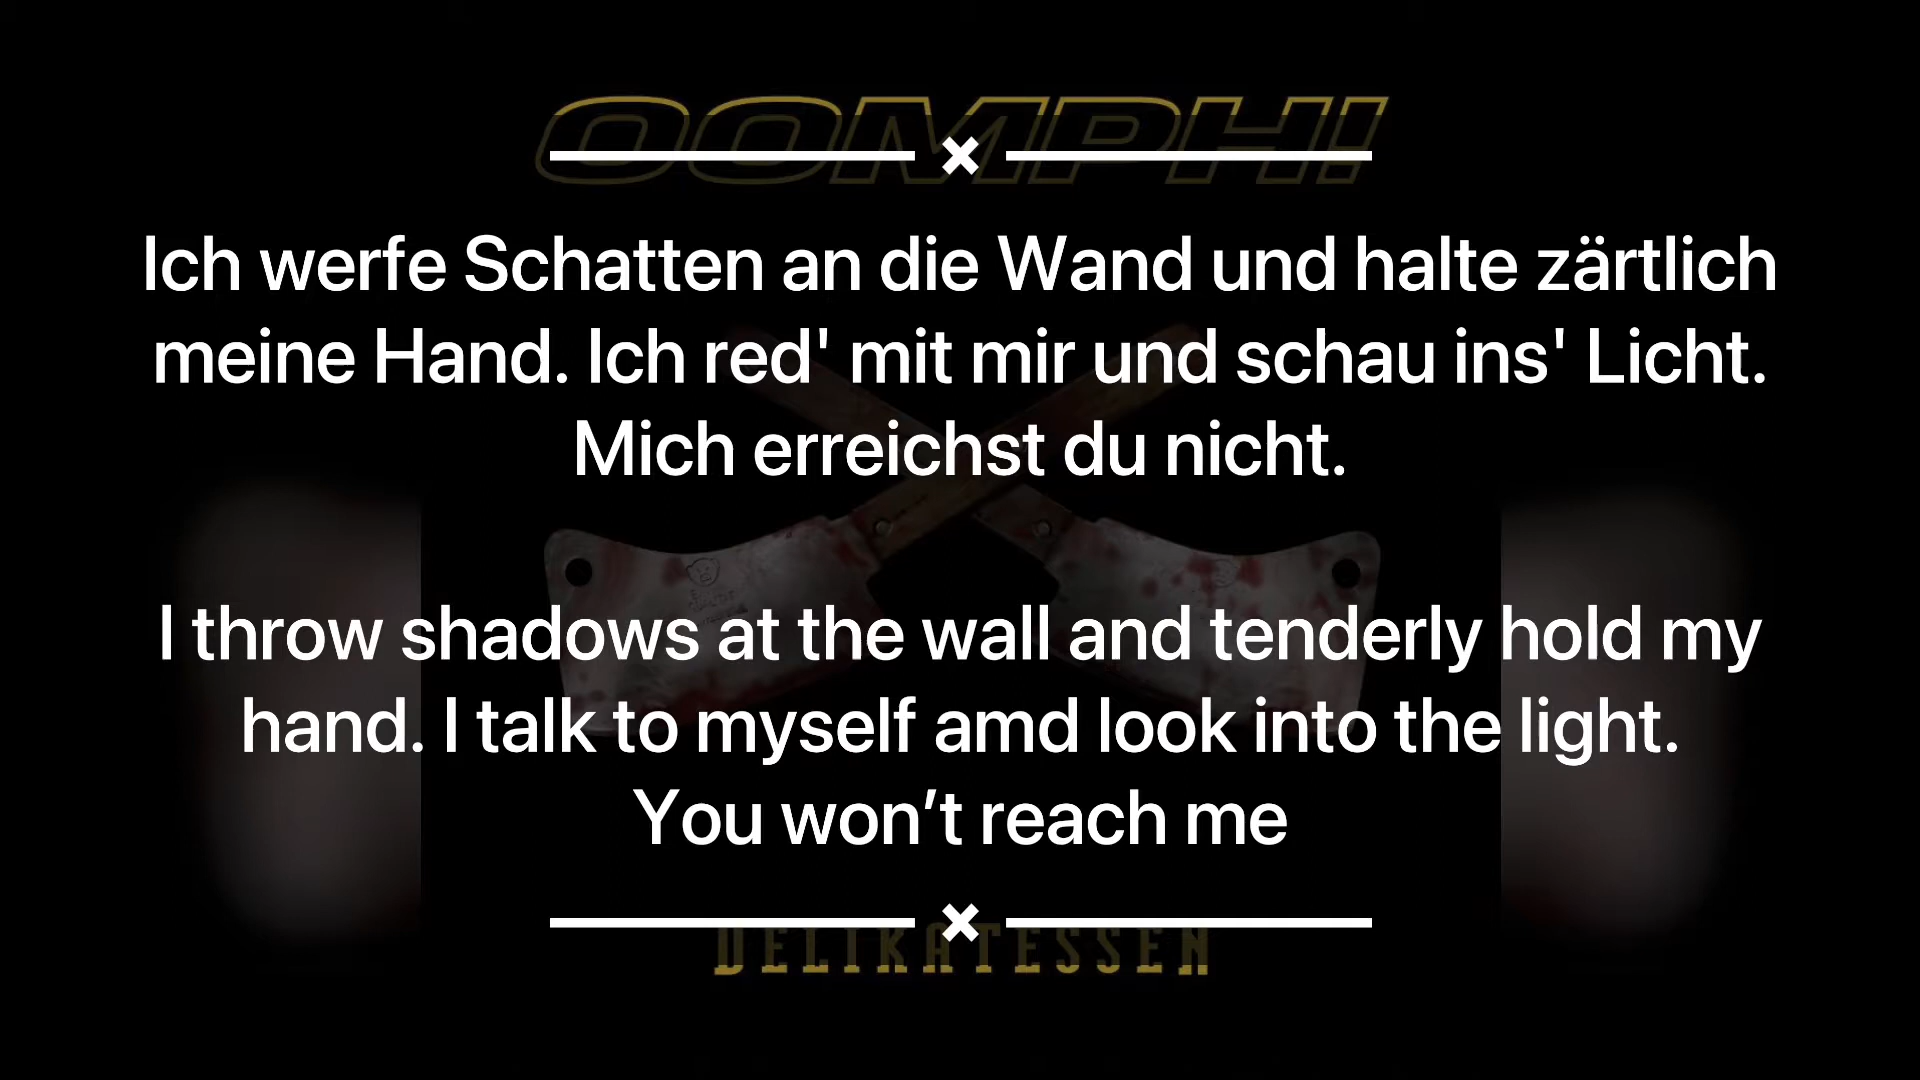 OOMPH!
Ich werfe Schatten an die Wand und halte zärtlich
meine Hand. Ich red' mit mir und schau ins' Licht.
Mich erreichst du nicht.
I throw shadows at the wall and tenderly hold my
hand. I talk to myself amd look into the light.
You won’t reach me
DELIKATESSEN